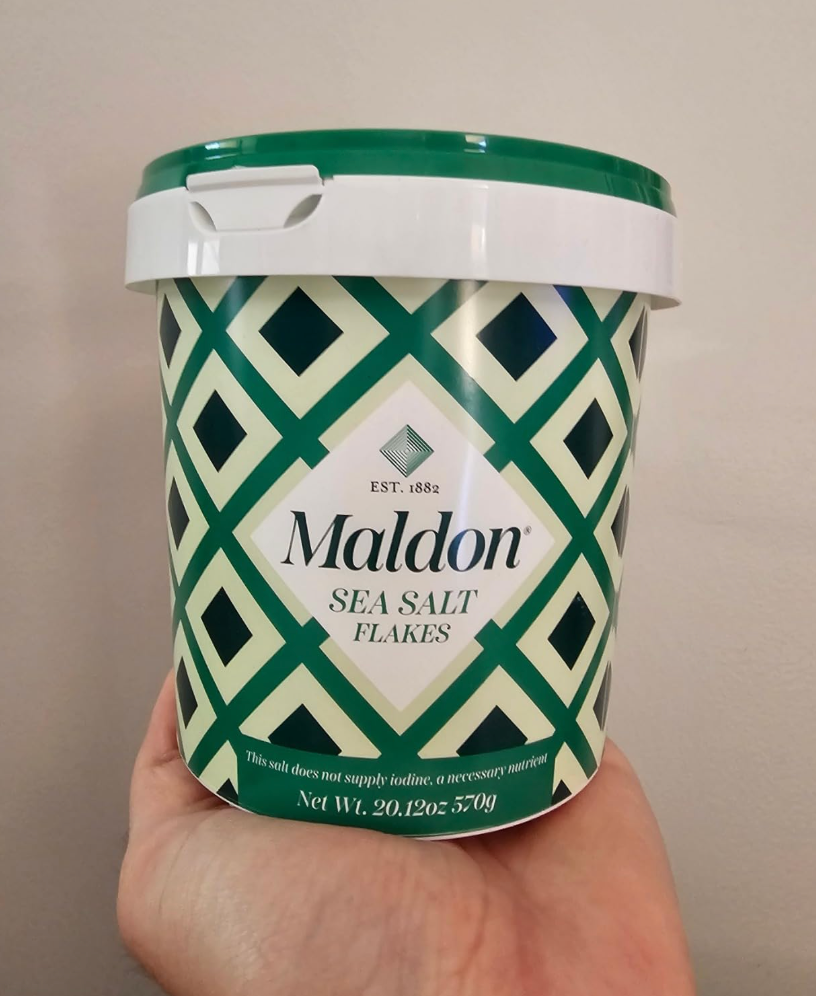 EST. 1882
Maldon®
SEA SALT
FLAKES
This salt does not supply iodine, a necessary nutrient
Net Wt. 20.12oz 570g